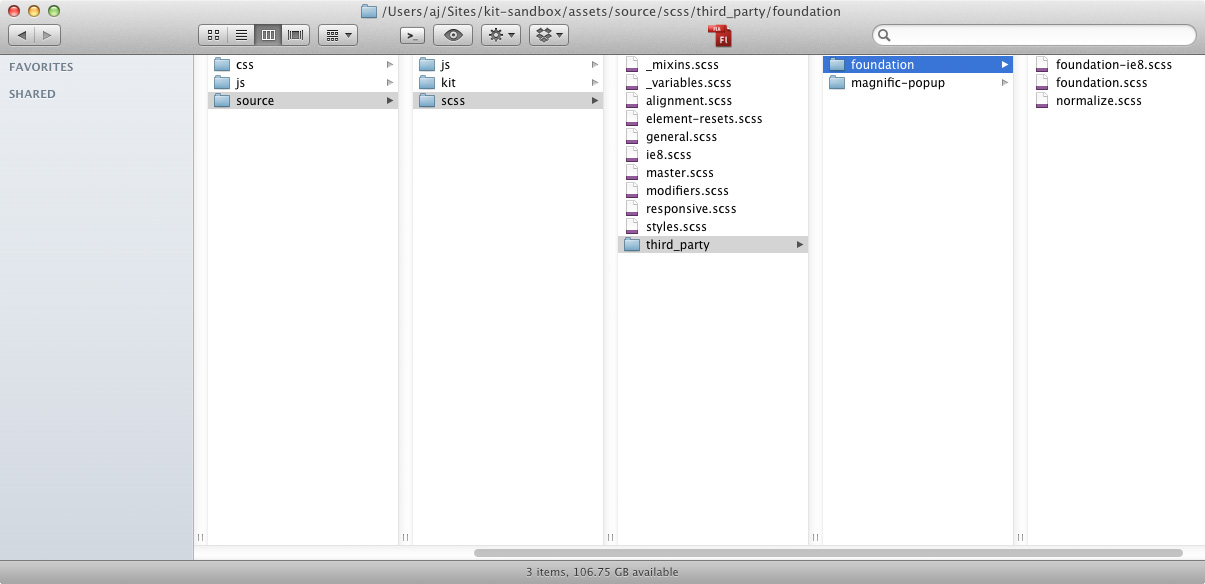 /Users/aj/Sites/kit-sandbox/assets/source/scss/third_party/foundation
FAVORITES
SHARED
css
js
source
js
kit
scss
_mixins.scss
_variables.scss
alignment.scss
element-resets.scss
general.scss
ie8.scss
master.scss
modifiers.scss
responsive.scss
styles.scss
third_party
foundation
magnific-popup
foundation-ie8.scss
foundation.scss
normalize.scss
3 items, 106.75 GB available